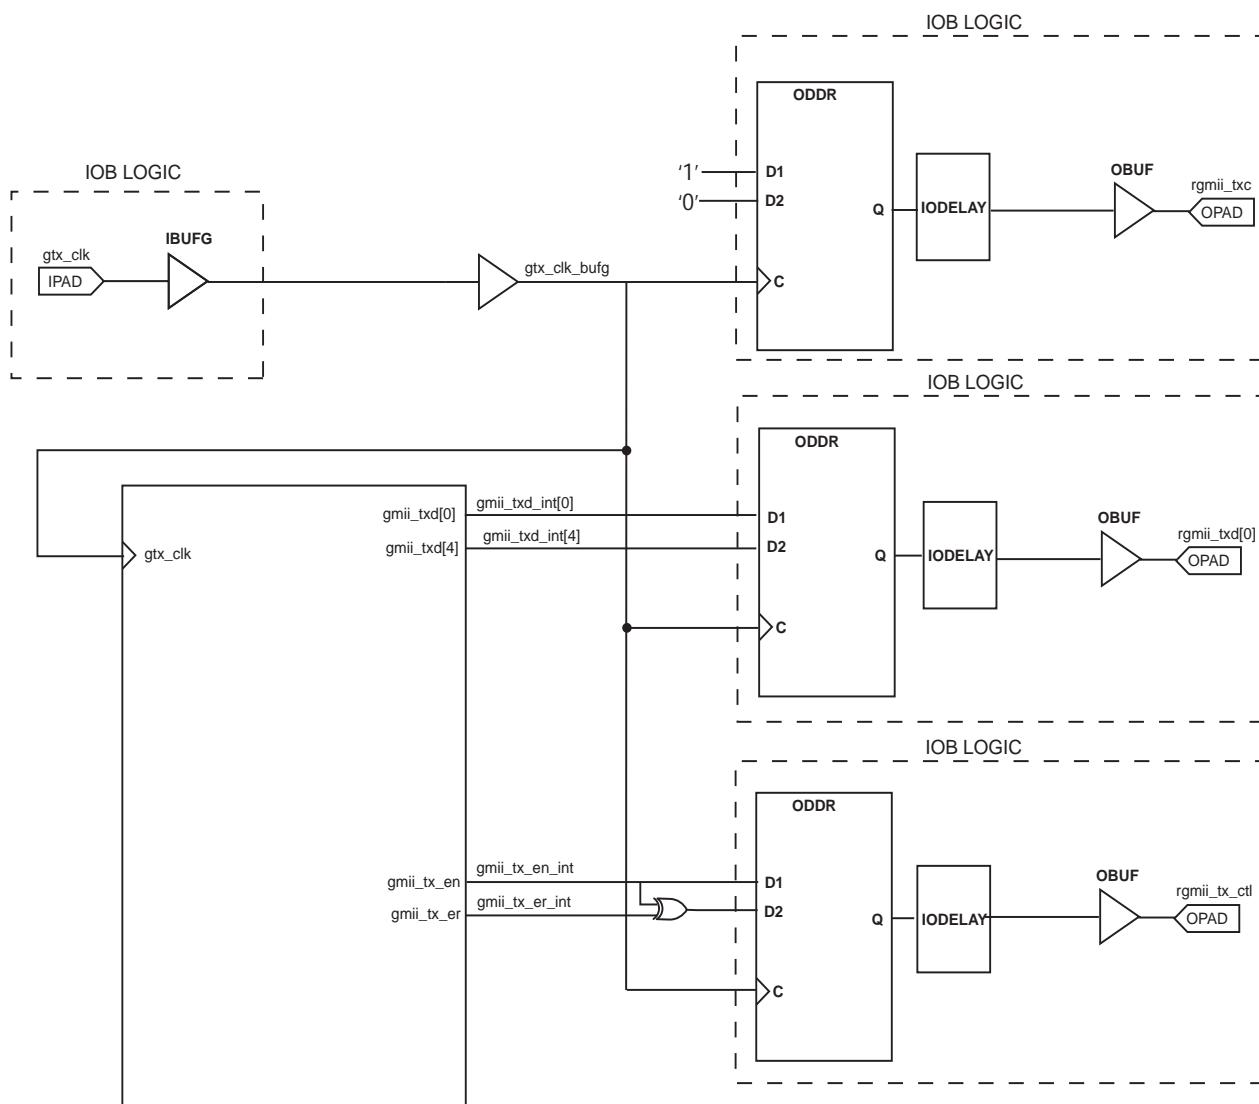 IOB LOGIC
ODDR
'1'
D1
'0'
D2
Q
IODELAY
OBUF
rgmii_txc
OPAD
C
IOB LOGIC
gtx_clk
IPAD
IBUFG
gtx_clk_bufg
IOB LOGIC
ODDR
gmii_txd[0]
gmii_txd_int[0]
D1
gmii_txd[4]
gmii_txd_int[4]
D2
gtx_clk
Q
IODELAY
OBUF
rgmii_txd[0]
OPAD
C
IOB LOGIC
ODDR
gmii_tx_en
gmii_tx_en_int
D1
gmii_tx_er
gmii_tx_er_int
D2
Q
IODELAY
OBUF
rgmii_tx_ctl
OPAD
C